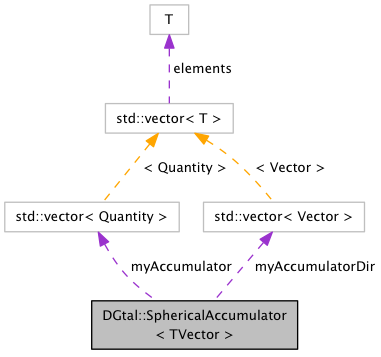 T
elements
std::vector< T >
< Quantity >
< Vector >
std::vector< Quantity >
std::vector< Vector >
myAccumulator
myAccumulatorDir
DGtal::SphericalAccumulator
< TVector >